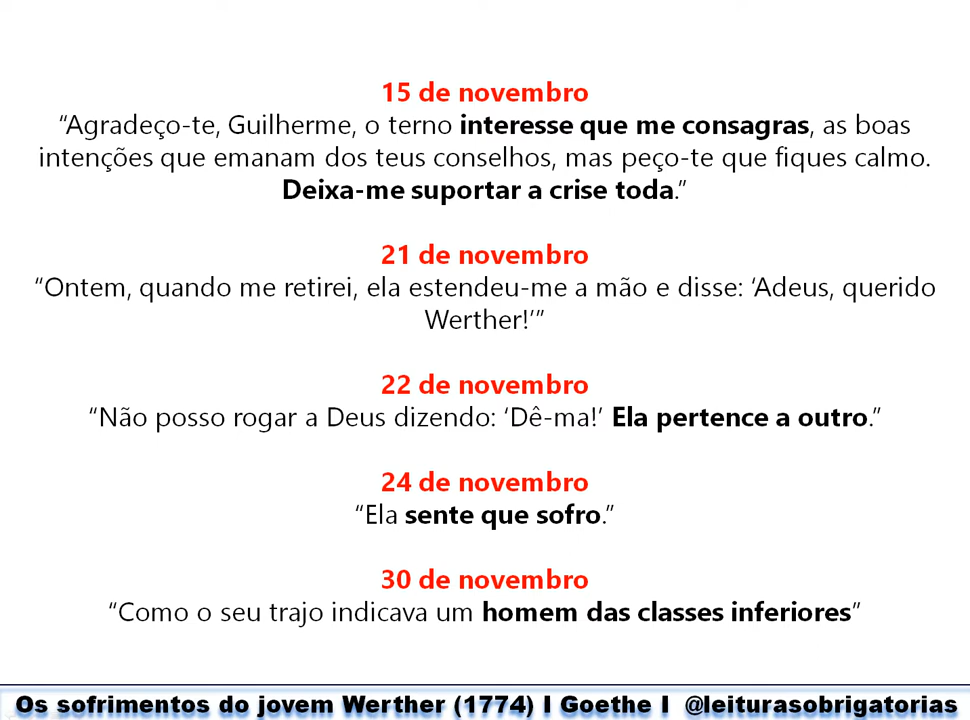 15 de novembro
“Agradeço-te, Guilherme, o terno interesse que me consagras, as boas
intenções que emanam dos teus conselhos, mas peço-te que fiques calmo.
Deixa-me suportar a crise toda.”
21 de novembro
“Ontem, quando me retirei, ela estendeu-me a mão e disse: ‘Adeus, querido
Werther!’”
22 de novembro
“Não posso rogar a Deus dizendo: ‘Dê-ma!’ Ela pertence a outro.”
24 de novembro
“Ela sente que sofro.”
30 de novembro
“Como o seu trajo indicava um homem das classes inferiores”
Os sofrimentos do jovem Werther (1774) I Goethe I @leiturasobrigatorias